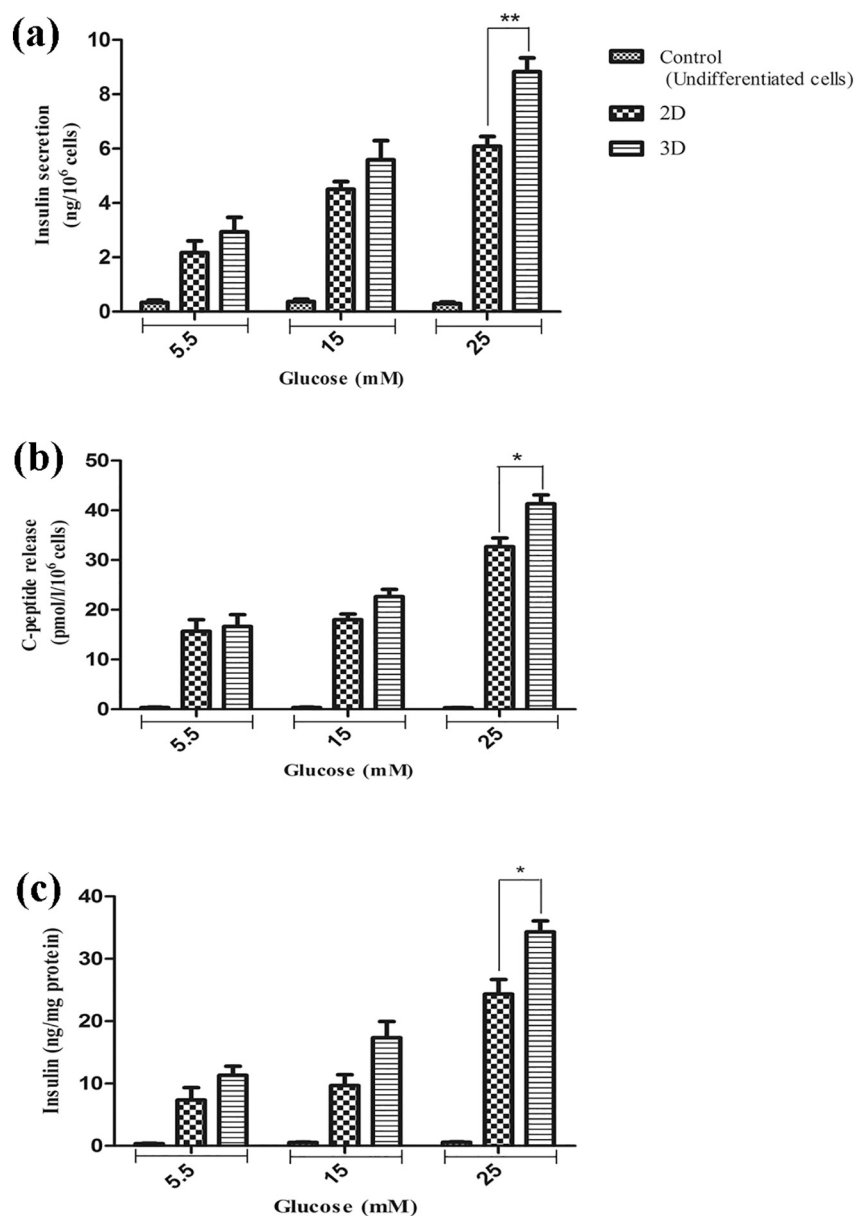 (a)
Insulin secretion
(ng/10⁶ cells)
10
8
6
4
2
0
**
5.5
15
25
Glucose (mM)
Control
(Undifferentiated cells)
2D
3D
(b)
C-peptide release
(pmol/l/10⁶ cells)
50
40
30
20
10
0
*
5.5
15
25
Glucose (mM)
(c)
Insulin (ng/mg protein)
40
30
20
10
0
*
5.5
15
25
Glucose (mM)